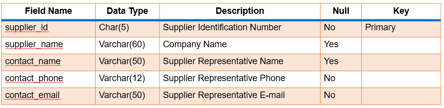 Field Name Data Type Description Null Key
supplier_id Char(5) Supplier Identification Number No Primary
supplier_name Varchar(60) Company Name Yes
contact_name Varchar(50) Supplier Representative Name Yes
contact_phone Varchar(12) Supplier Representative Phone No
contact_email Varchar(50) Supplier Representative E-mail No